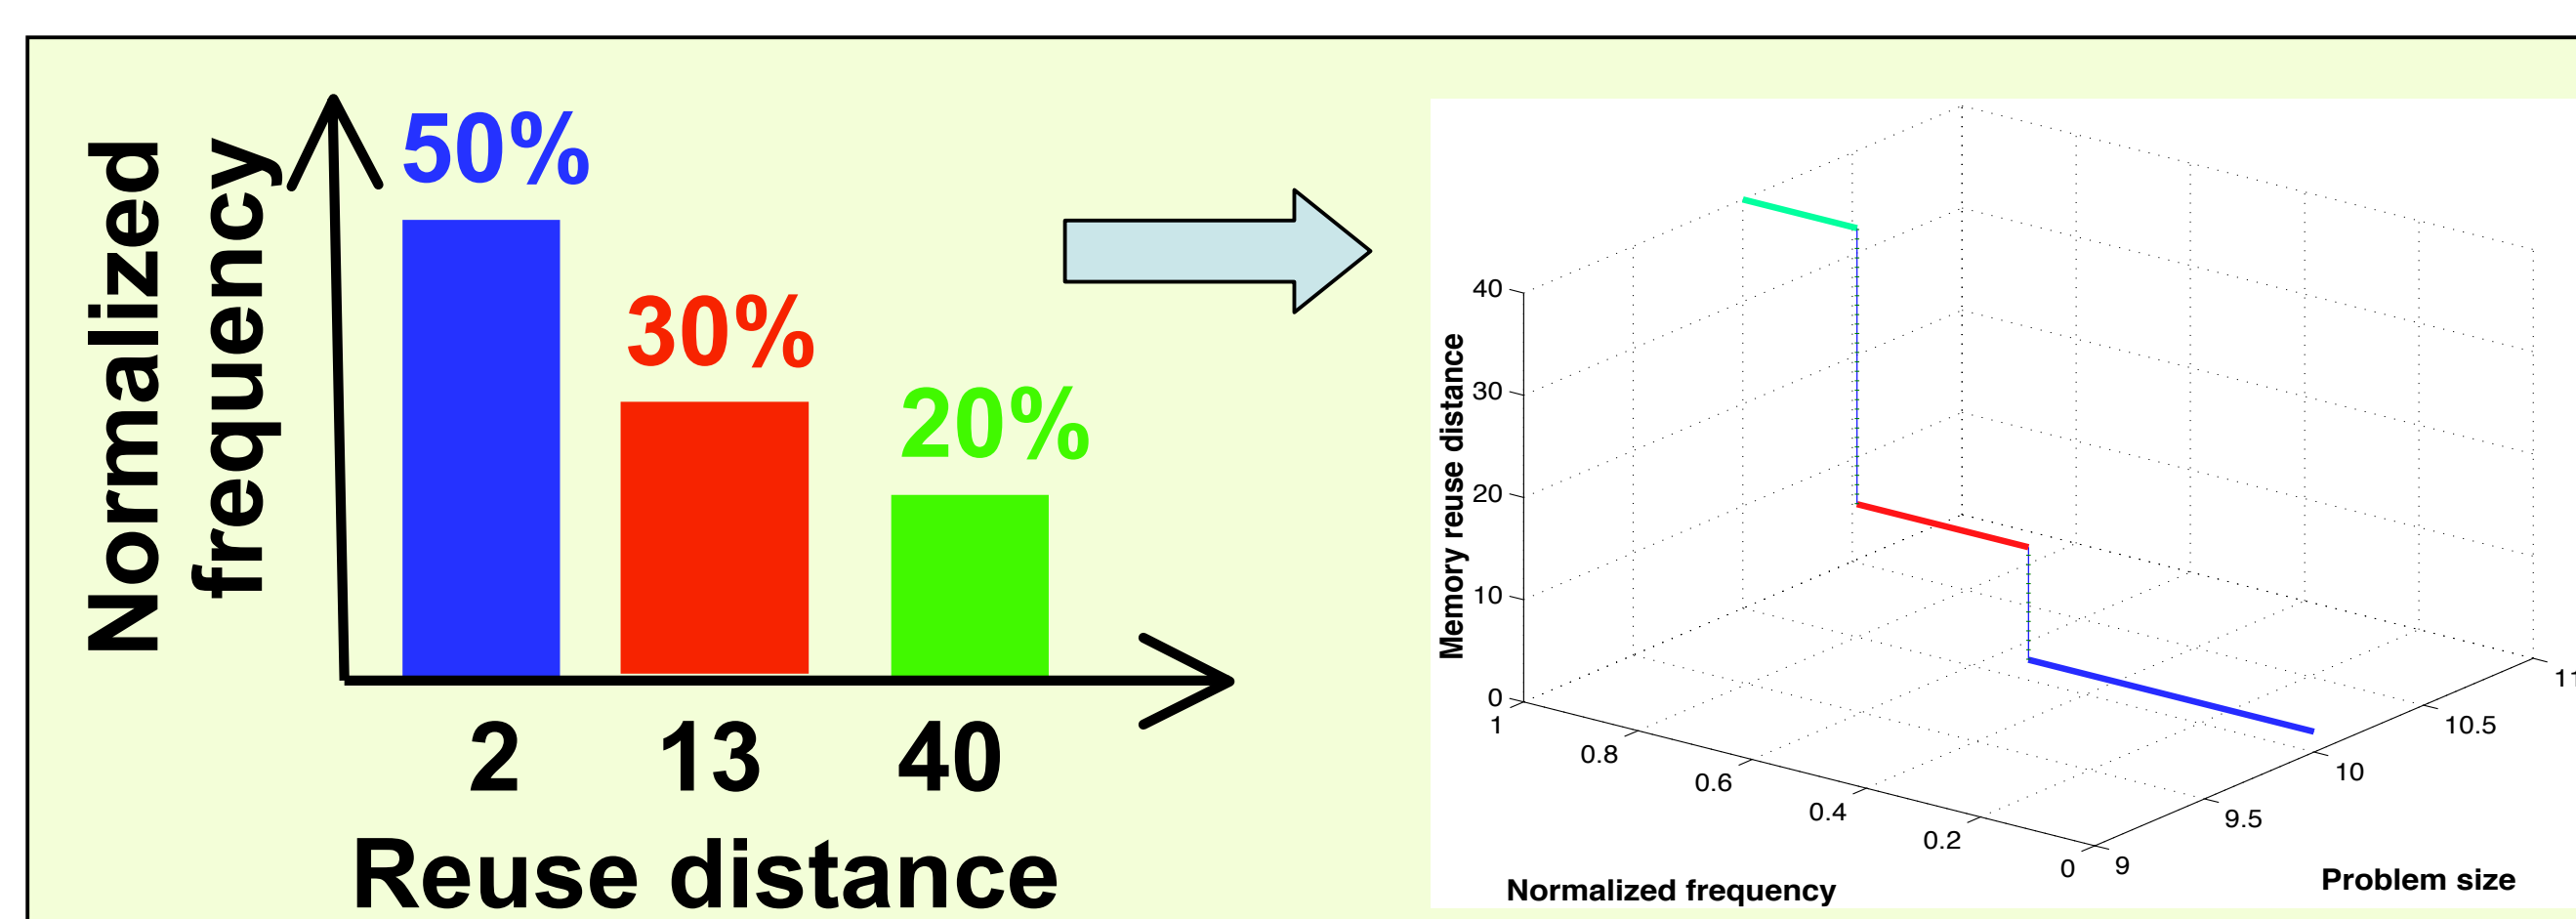 Normalized
frequency
50%
30%
20%
2 13 40
Reuse distance
Memory reuse distance
40
30
20
10
0
1
0.8
0.6
0.4
0.2
0
9
9.5
10
10.5
11
Normalized frequency
Problem size